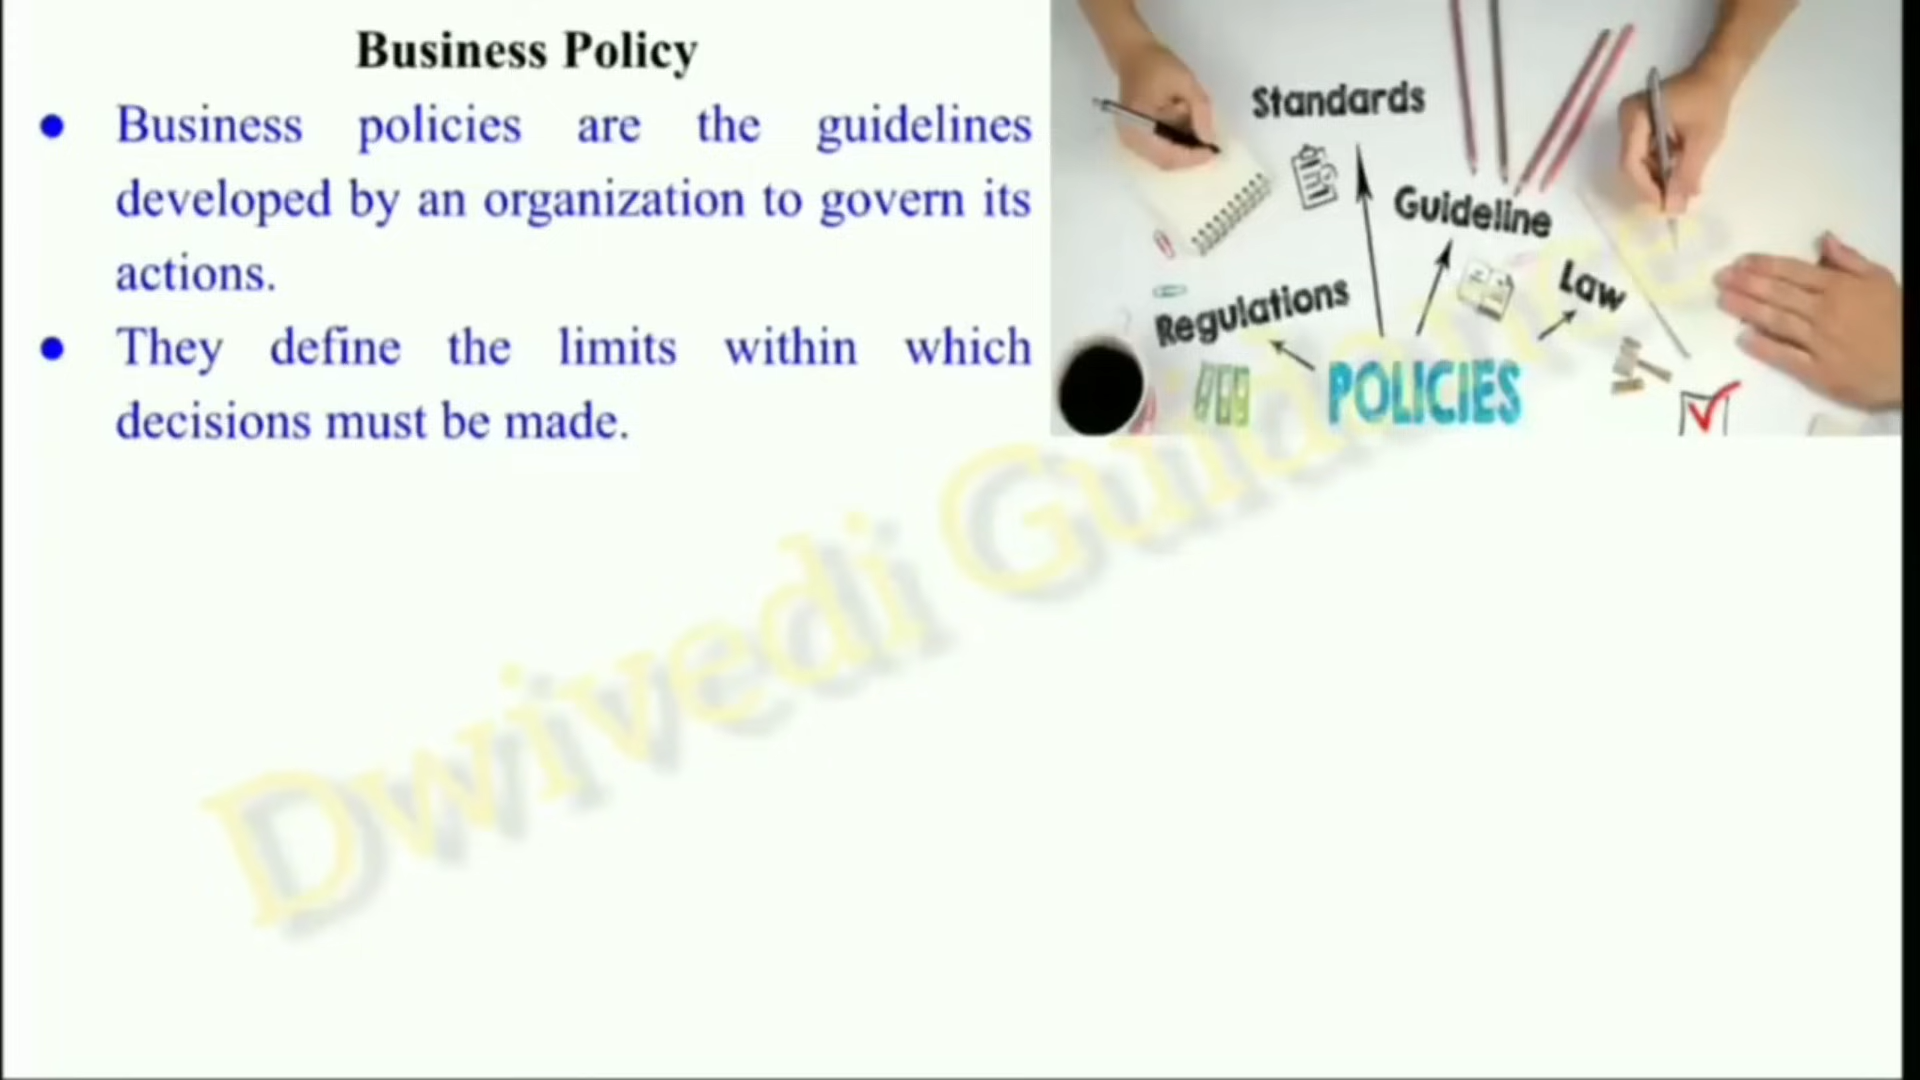 Business Policy
● Business policies are the guidelines
developed by an organization to govern its
actions.
● They define the limits within which
decisions must be made.
Standards
Guideline
Law
Regulations
POLICIES
Dwivedi Guidance